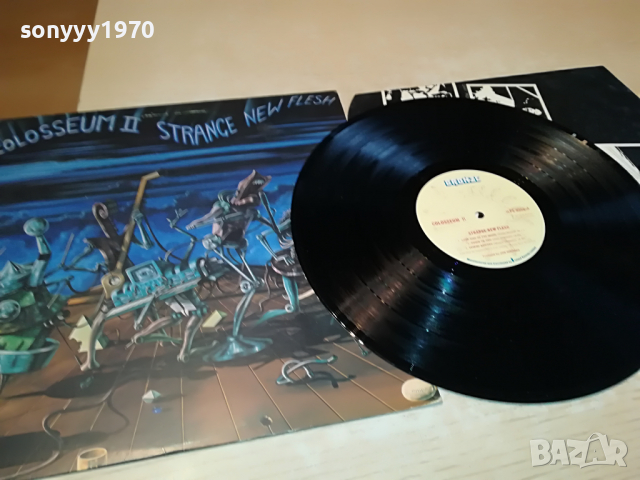 sonyyy1970
COLOSSEUM II STRANGE NEW FLESH
BRONZE
COLOSSEUM II
STRANGE NEW FLESH
BAZAR